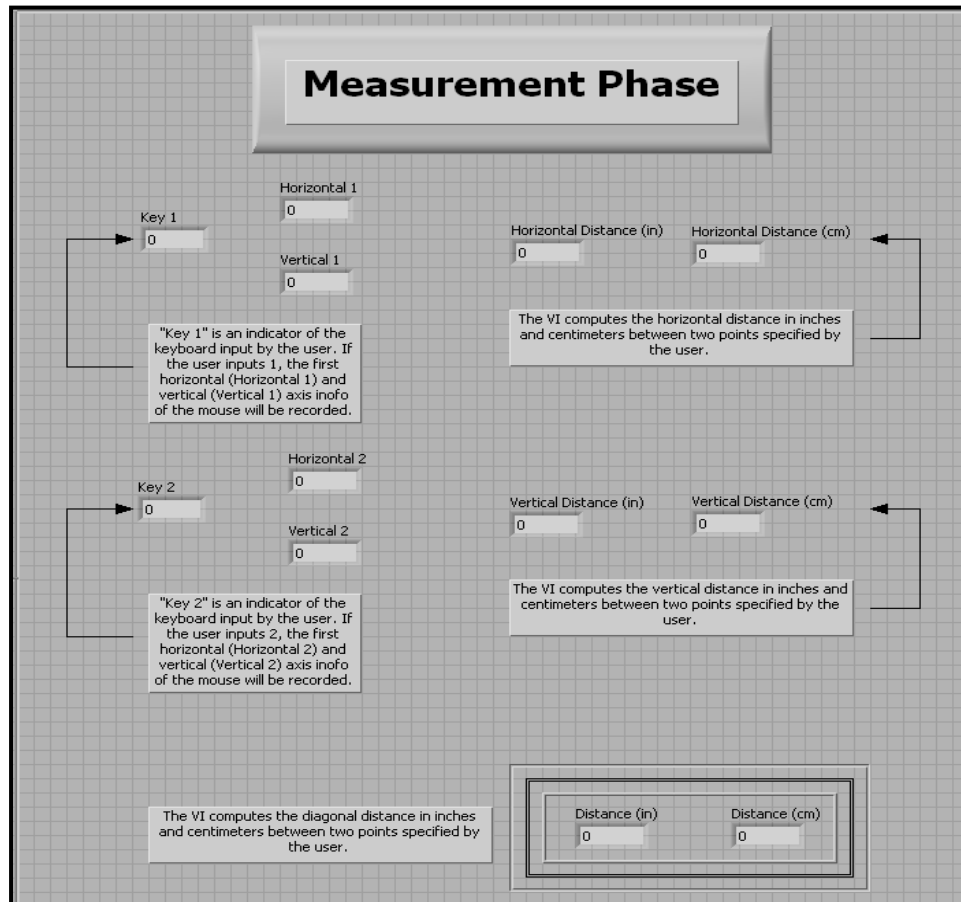 Measurement Phase
Horizontal 1
0
Key 1
0
Vertical 1
0
Horizontal Distance (in)
0
Horizontal Distance (cm)
0
"Key 1" is an indicator of the
keyboard input by the user. If
the user inputs 1, the first
horizontal (Horizontal 1) and
vertical (Vertical 1) axis inofo
of the mouse will be recorded.
The VI computes the horizontal distance in inches
and centimeters between two points specified by
the user.
Horizontal 2
0
Key 2
0
Vertical 2
0
Vertical Distance (in)
0
Vertical Distance (cm)
0
"Key 2" is an indicator of the
keyboard input by the user. If
the user inputs 2, the first
horizontal (Horizontal 2) and
vertical (Vertical 2) axis inofo
of the mouse will be recorded.
The VI computes the vertical distance in inches and
centimeters between two points specified by the
user.
The VI computes the diagonal distance in inches
and centimeters between two points specified by
the user.
Distance (in)
0
Distance (cm)
0